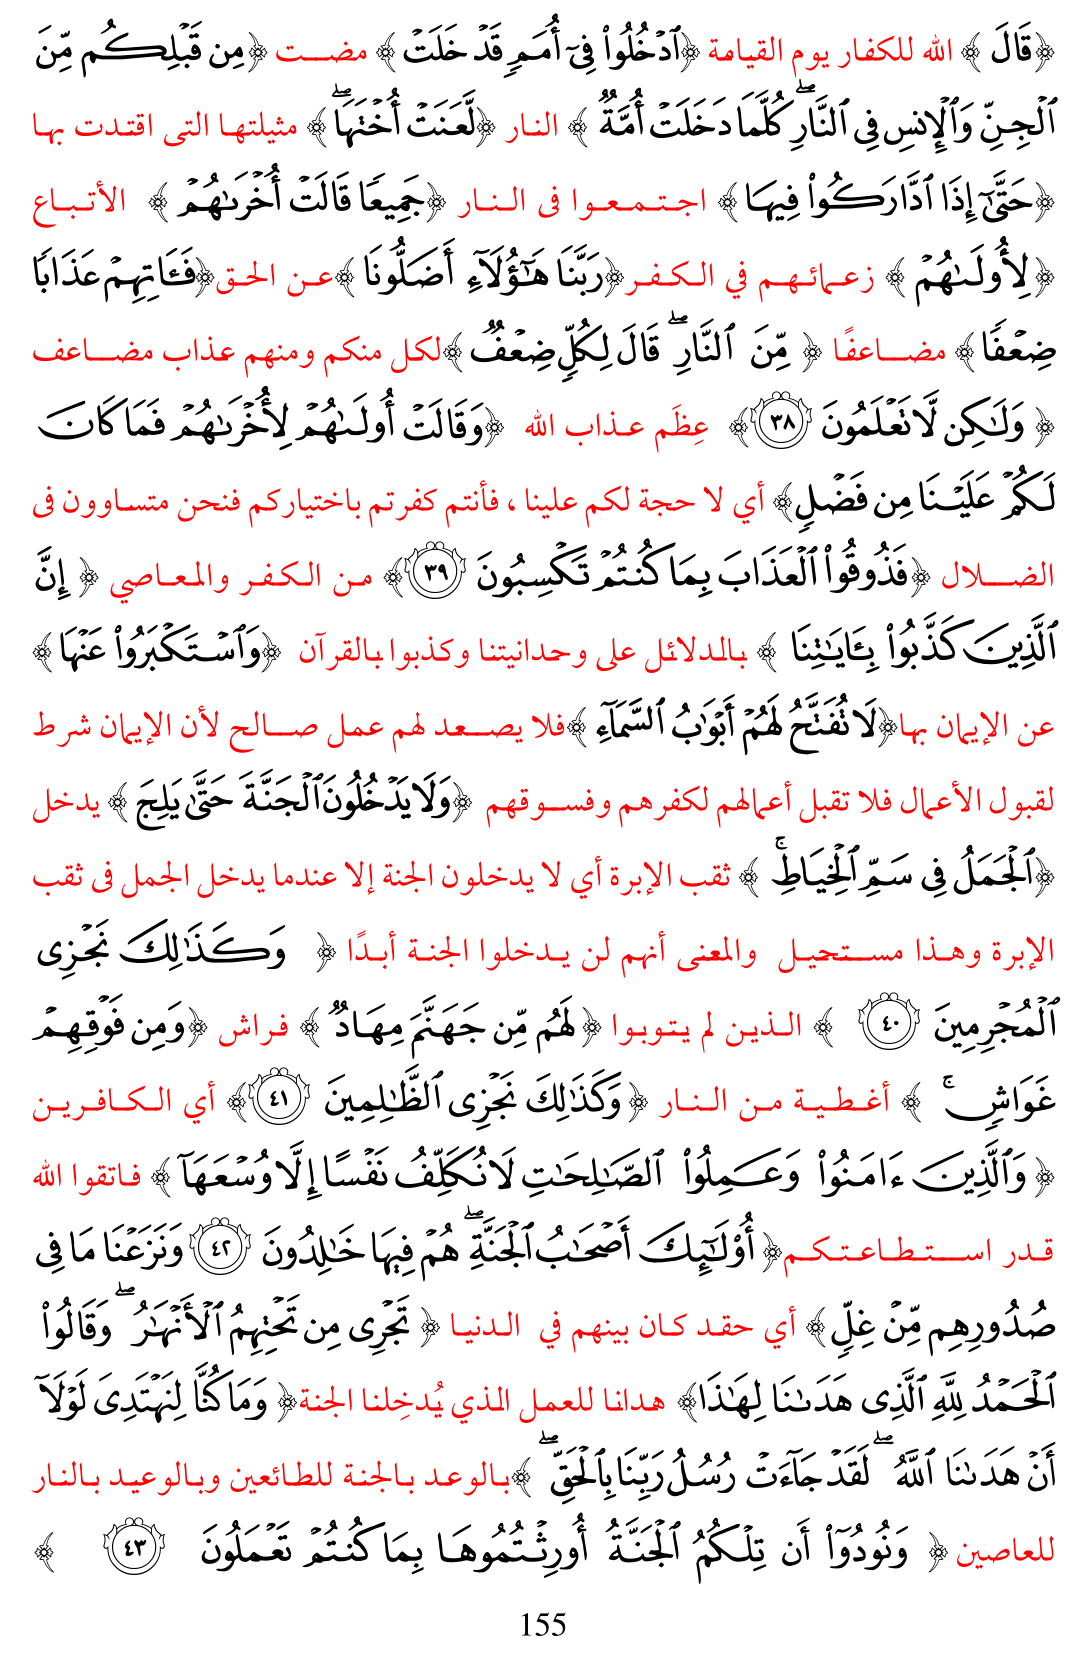 ﴿قَالَ ﴾ الله للكفار يوم القيامة ﴿ٱدۡخُلُواْ فِيٓ أُمَمٖ قَدۡ خَلَتۡ ﴾ مضــت ﴿مِن قَبۡلِكُم مِّنَ
ٱلۡجِنِّ وَٱلۡإِنسِ فِي ٱلنَّارِۖ كُلَّمَا دَخَلَتۡ أُمَّةٞ ﴾ النار ﴿لَّعَنَتۡ أُخۡتَهَاۖ﴾ مثيلتها التى اقتدت بها
﴿حَتَّىٰٓ إِذَا ٱدَّارَكُواْ فِيهَا﴾ اجتمعوا فى النار ﴿جَمِيعٗا قَالَتۡ أُخۡرَىٰهُمۡ ﴾ الأتباع
﴿لِأُولَىٰهُمۡ ﴾ زعمائهم في الكفر﴿رَبَّنَا هَٰٓؤُلَآءِ أَضَلُّونَا ﴾عن الحق﴿فَـَٔاتِهِمۡ عَذَابٗا
ضِعۡفٗا﴾ مضــاعفًا ﴿ مِّنَ ٱلنَّارِۖ قَالَ لِكُلّٖ ضِعۡفٞ ﴾لكل منكم ومنهم عذاب مضــاعف
﴿ وَلَٰكِن لَّا تَعۡلَمُونَ ٣٨﴾ عِظَم عذاب الله ﴿وَقَالَتۡ أُولَىٰهُمۡ لِأُخۡرَىٰهُمۡ فَمَا كَانَ
لَكُمۡ عَلَيۡنَا مِن فَضۡلٖ﴾ أي لا حجة لكم علينا ، فأنتم كفرتم باختياركم فنحن متساوون فى
الضــلال ﴿فَذُوقُواْ ٱلۡعَذَابَ بِمَا كُنتُمۡ تَكۡسِبُونَ ٣٩﴾ من الكفر والمعاصي ﴿ إِنَّ
ٱلَّذِينَ كَذَّبُواْ بِـَٔايَٰتِنَا ﴾ بالدلائل على وحدانيتنا وكذبوا بالقرآن ﴿وَٱسۡتَكۡبَرُواْ عَنۡهَا﴾
عن الإيمان بها﴿لَا تُفَتَّحُ لَهُمۡ أَبۡوَٰبُ ٱلسَّمَآءِ ﴾فلا يصــعد لهم عمل صــالح لأن الإيمان شرط
لقبول الأعمال فلا تقبل أعمالهم لكفرهم وفسـوقهم ﴿وَلَا يَدۡخُلُونَ ٱلۡجَنَّةَ حَتَّىٰ يَلِجَ ﴾ يدخل
﴿ٱلۡجَمَلُ فِي سَمِّ ٱلۡخِيَاطِۚ ﴾ ثقب الإبرة أي لا يدخلون الجنة إلا عندما يدخل الجمل فى ثقب
الإبرة وهذا مســتحيل والمعنى أنهم لن يدخلوا الجنة أبدًا ﴿ وَكَذَٰلِكَ نَجۡزِي
ٱلۡمُجۡرِمِينَ ٤٠ ﴾ الذين لم يتوبوا ﴿لَهُم مِّن جَهَنَّمَ مِهَادٞ ﴾ فراش ﴿وَمِن فَوۡقِهِمۡ
غَوَاشٖۚ ﴾ أغطية من النار ﴿ وَكَذَٰلِكَ نَجۡزِي ٱلظَّٰلِمِينَ ٤١﴾ أي الكافرين
﴿ وَٱلَّذِينَ ءَامَنُواْ وَعَمِلُواْ ٱلصَّٰلِحَٰتِ لَا نُكَلِّفُ نَفۡسًا إِلَّا وُسۡعَهَآ ﴾ فاتقوا الله
قدر اســتطاعتكم﴿ أُوْلَٰٓئِكَ أَصۡحَٰبُ ٱلۡجَنَّةِۖ هُمۡ فِيهَا خَٰلِدُونَ ٤٢ وَنَزَعۡنَا مَا فِي
صُدُورِهِم مِّنۡ غِلّٖ﴾ أي حقد كان بينهم في الدنيا ﴿ تَجۡرِي مِن تَحۡتِهِمُ ٱلۡأَنۡهَٰرُۖ وَقَالُواْ
ٱلۡحَمۡدُ لِلَّهِ ٱلَّذِي هَدَىٰنَا لِهَٰذَا﴾ هدانا للعمل الذي يُدخِلنا الجنة﴿ وَمَا كُنَّا لِنَهۡتَدِيَ لَوۡلَآ
أَنۡ هَدَىٰنَا ٱللَّهُۖ لَقَدۡ جَآءَتۡ رُسُلُ رَبِّنَا بِٱلۡحَقِّۖ ﴾بالوعد بالجنة للطائعين وبالوعيد بالنار
للعاصين ﴿ وَنُودُوٓاْ أَن تِلۡكُمُ ٱلۡجَنَّةُ أُورِثۡتُمُوهَا بِمَا كُنتُمۡ تَعۡمَلُونَ ٤٣ ﴾
155